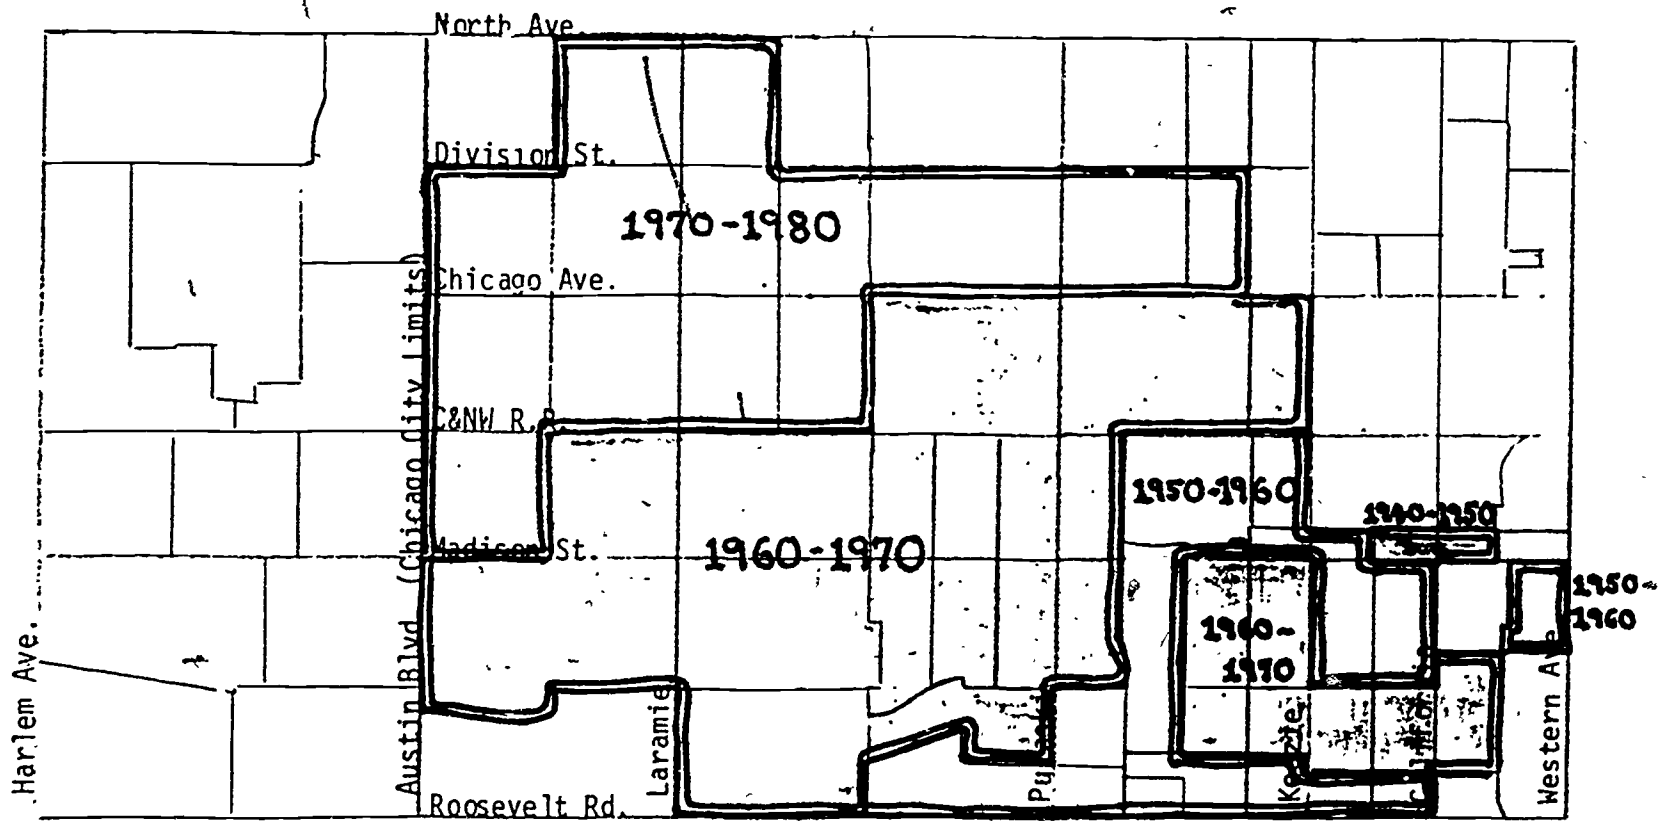 North Ave.
Division St.
1970-1980
Chicago Ave.
C&NW R.R.
1950-1960
1940-1950
Madison St.
1960-1970
1950-
1960
1960-
1970
Harlem Ave.
Austin Blvd (Chicago City Limits)
Laramie
Kedzie
Western Ave
Roosevelt Rd.